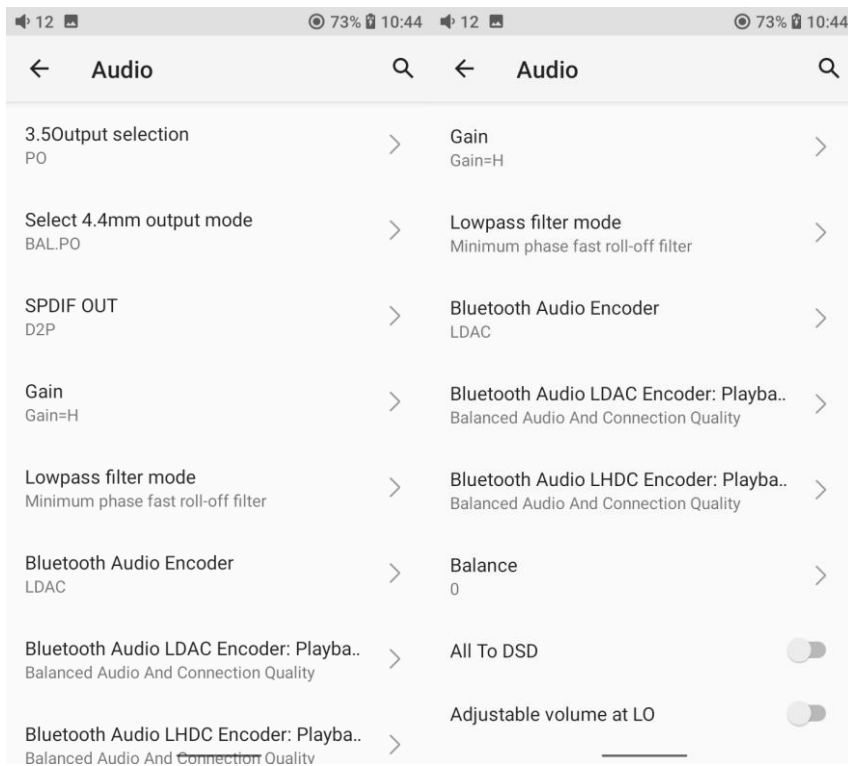 12
73% 10:44
Audio
3.5Output selection
PO
Select 4.4mm output mode
BAL.PO
SPDIF OUT
D2P
Gain
Gain=H
Lowpass filter mode
Minimum phase fast roll-off filter
Bluetooth Audio Encoder
LDAC
Bluetooth Audio LDAC Encoder: Playba..
Balanced Audio And Connection Quality
Bluetooth Audio LHDC Encoder: Playba..
Balanced Audio And Connection Quality
12
73% 10:44
Audio
Gain
Gain=H
Lowpass filter mode
Minimum phase fast roll-off filter
Bluetooth Audio Encoder
LDAC
Bluetooth Audio LDAC Encoder: Playba..
Balanced Audio And Connection Quality
Bluetooth Audio LHDC Encoder: Playba..
Balanced Audio And Connection Quality
Balance
0
All To DSD
Adjustable volume at LO